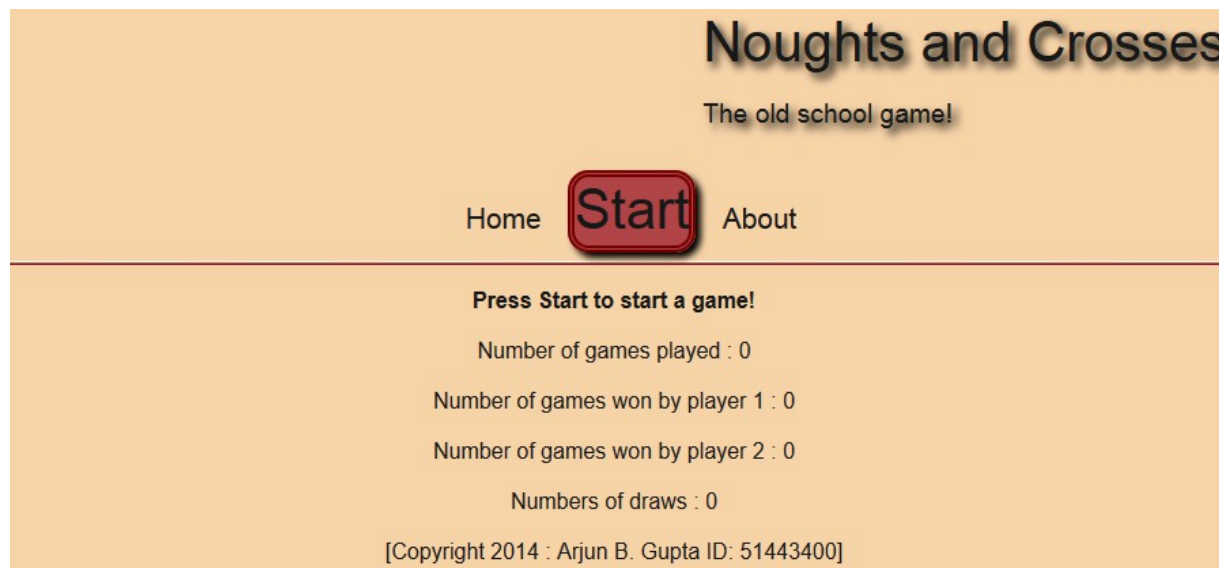 Noughts and Crosses
The old school game!
Home Start About
Press Start to start a game!
Number of games played : 0
Number of games won by player 1 : 0
Number of games won by player 2 : 0
Numbers of draws : 0
[Copyright 2014 : Arjun B. Gupta ID: 51443400]